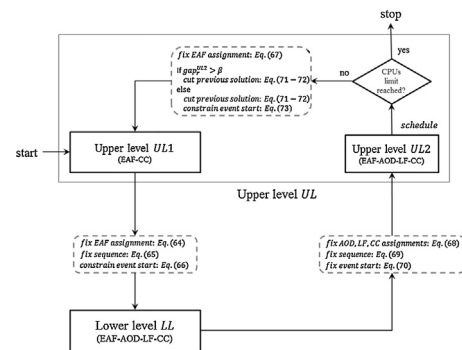 stop
yes
fix EAF assignment: Eq.(67)
if gapᵣᵁᴸ² > β
cut previous solution: Eq.(71 − 72)
else
cut previous solution: Eq.(71 − 72)
constrain event start: Eq.(73)
no
CPUs
limit
reached?
schedule
start
Upper level UL1
(EAF-CC)
Upper level UL2
(EAF-AOD-LF-CC)
Upper level UL
fix EAF assignment: Eq.(64)
fix sequence: Eq.(65)
constrain event start: Eq.(66)
fix AOD, LF, CC assignments: Eq.(68)
fix sequence: Eq.(69)
fix event start: Eq.(70)
Lower level LL
(EAF-AOD-LF-CC)